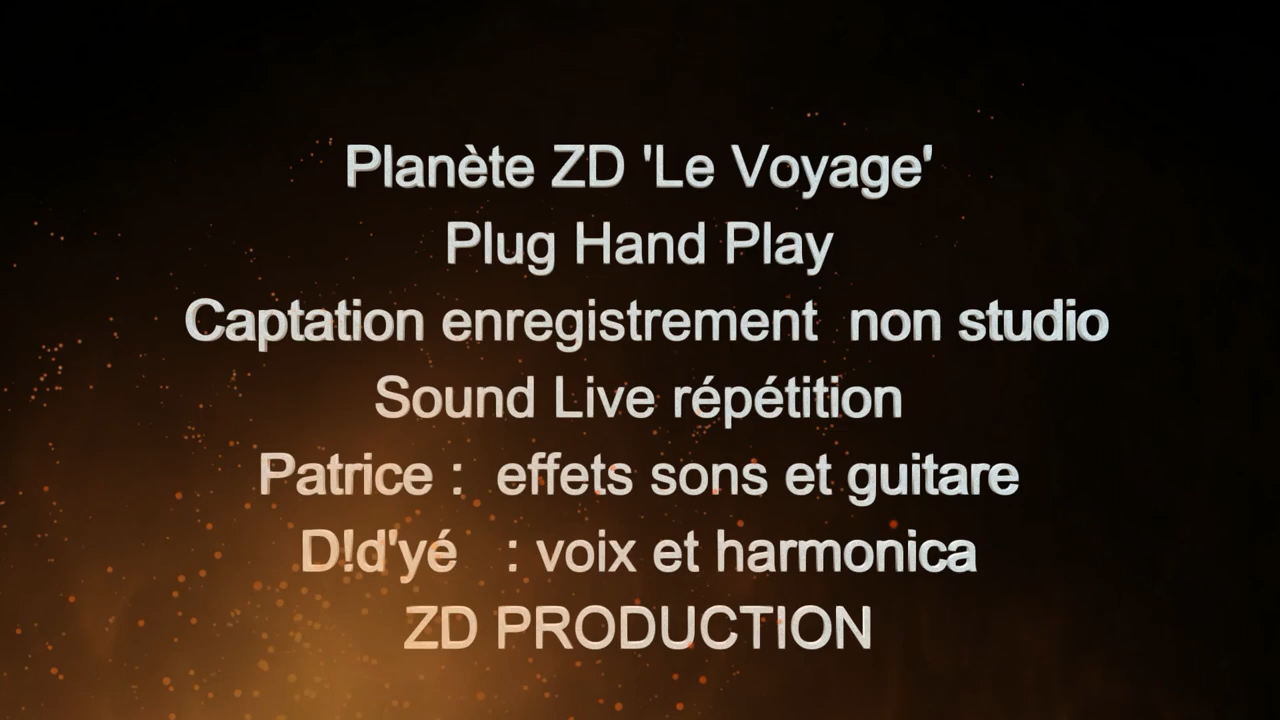 Planète ZD 'Le Voyage'
Plug Hand Play
Captation enregistrement  non studio
Sound Live répétition
Patrice :  effets sons et guitare
D!d'yé   : voix et harmonica
ZD PRODUCTION